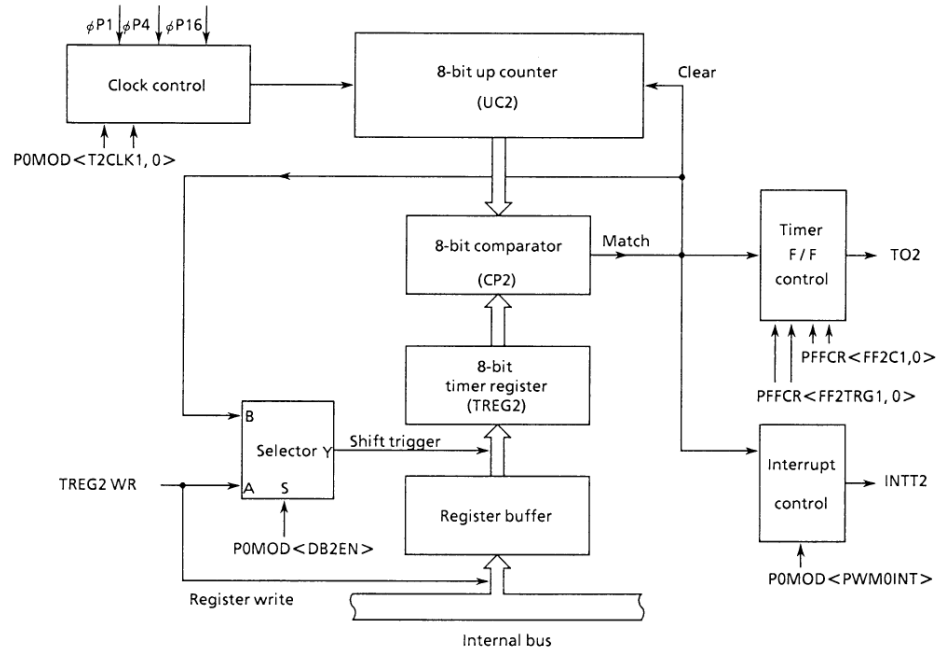 φP1 φP4 φP16
Clock control
8-bit up counter
(UC2)
Clear
P0MOD<T2CLK1, 0>
8-bit comparator
(CP2)
Match
Timer
F / F
control
TO2
PFFCR<FF2C1,0>
PFFCR<FF2TRG1, 0>
8-bit
timer register
(TREG2)
B
Selector Y
A S
Shift trigger
TREG2 WR
P0MOD<DB2EN>
Register buffer
Interrupt
control
INTT2
P0MOD<PWM0INT>
Register write
Internal bus